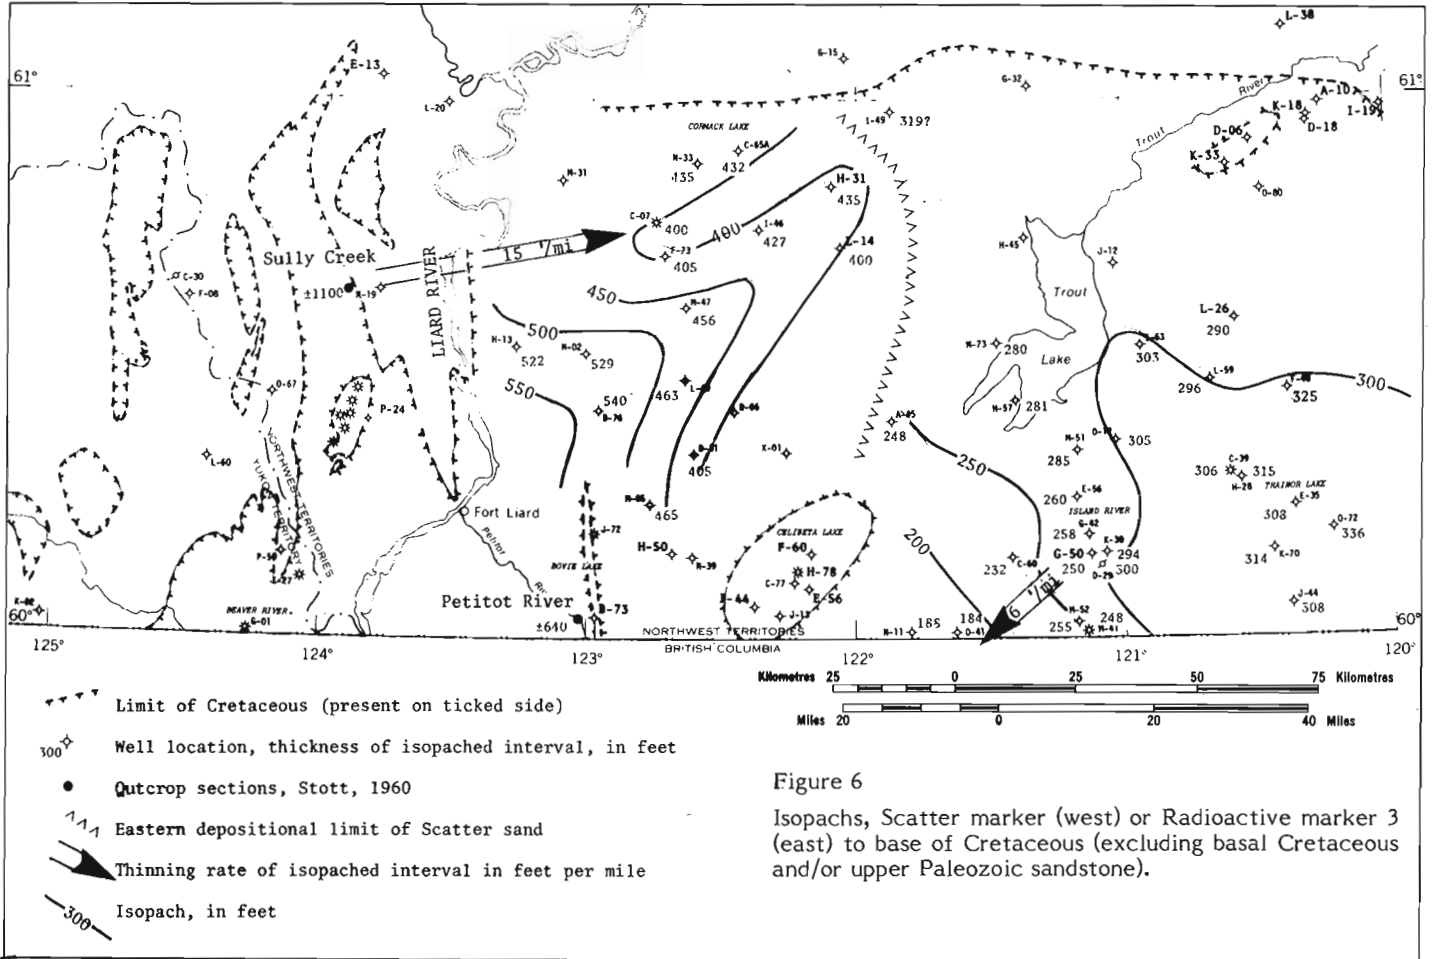 L-38
G-15
E-13
61°
61°
G-32
River
A-10
L-20
K-18
I-19
I-49 319?
D-18
CORMACK LAKE
Trout
D-06
C-65A
432
K-33
N-33
435
M-31
H-31
435
O-80
C-07
400
I-46
427
400
H-45
L-14
400
15 '/mi
Sully Creek
F-73
405
J-12
C-30
F-08
±1100
N-19
LIARD RIVER
450
M-47
456
Trout
L-26
290
500
H-13
522
M-02
529
M-73
280
Lake
303
550
L-59
296
325
300
O-67
P-24
540
B-76
463
M-57
281
A-05
248
305
L-60
405
K-01
M-51
285
C-39
306
315
H-28
TRAINOR LAKE
250
E-56
260
E-35
308
465
Fort Liard
ISLAND RIVER
O-72
336
NORTHWEST TERRITORIES
YUKON TERRITORY
Petitot
River
J-72
CELIBETA LAKE
200
G-42
258
K-30
294
P-50
H-50
N-39
F-60
G-50
250
K-70
314
BOVIE LAKE
H-78
C-77
C-60
232
D-29
300
E-56
J-44
308
BEAVER RIVER
G-01
Petitot River
±640
B-73
J-13
6 '/mi
185
184
N-11
O-41
M-52
255
248
M-41
60°
60°
NORTHWEST TERRITORIES
BRITISH COLUMBIA
125°
124°
123°
122°
121°
120°
Kilometres 25 0 25 50 75 Kilometres
Miles 20 0 20 40 Miles
Limit of Cretaceous (present on ticked side)
300 Well location, thickness of isopached interval, in feet
Outcrop sections, Stott, 1960
Eastern depositional limit of Scatter sand
Thinning rate of isopached interval in feet per mile
300 Isopach, in feet
Figure 6
Isopachs, Scatter marker (west) or Radioactive marker 3
(east) to base of Cretaceous (excluding basal Cretaceous
and/or upper Paleozoic sandstone).